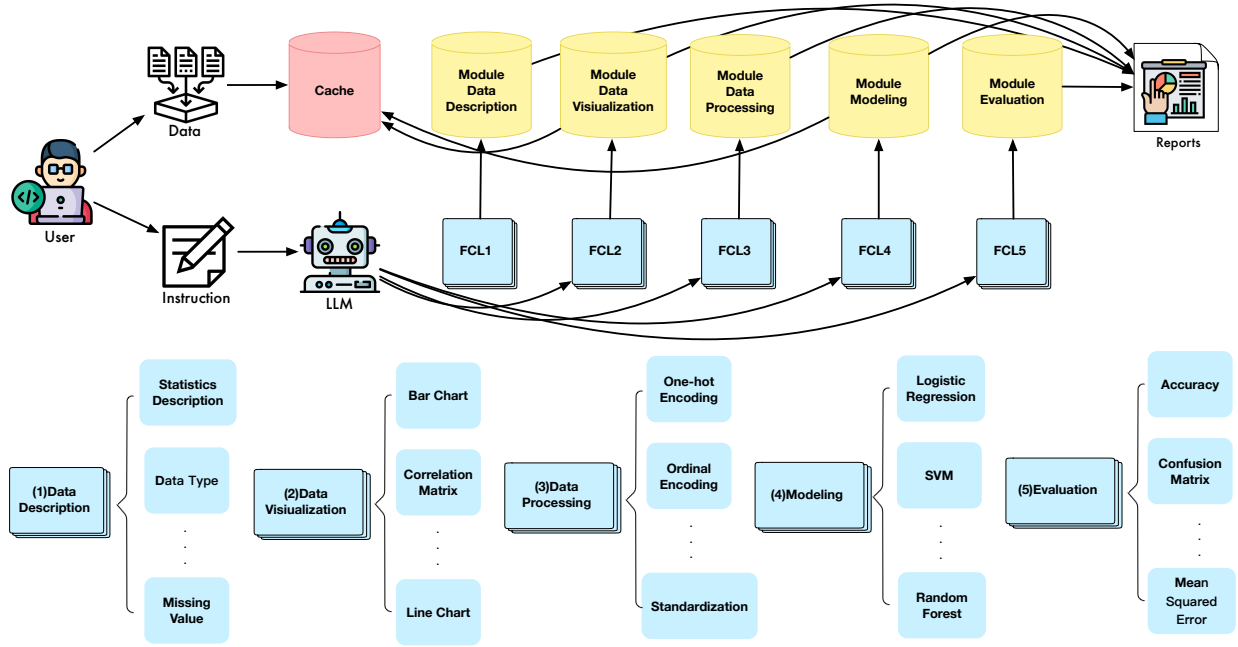 Data
User
Instruction
LLM
Cache
Module
Data
Description
Module
Data
Visiualization
Module
Data
Processing
Module
Modeling
Module
Evaluation
Reports
FCL1
FCL2
FCL3
FCL4
FCL5
(1)Data
Description
Statistics
Description
Data Type
Missing
Value
(2)Data
Visiualization
Bar Chart
Correlation
Matrix
Line Chart
(3)Data
Processing
One-hot
Encoding
Ordinal
Encoding
Standardization
(4)Modeling
Logistic
Regression
SVM
Random
Forest
(5)Evaluation
Accuracy
Confusion
Matrix
Mean
Squared
Error